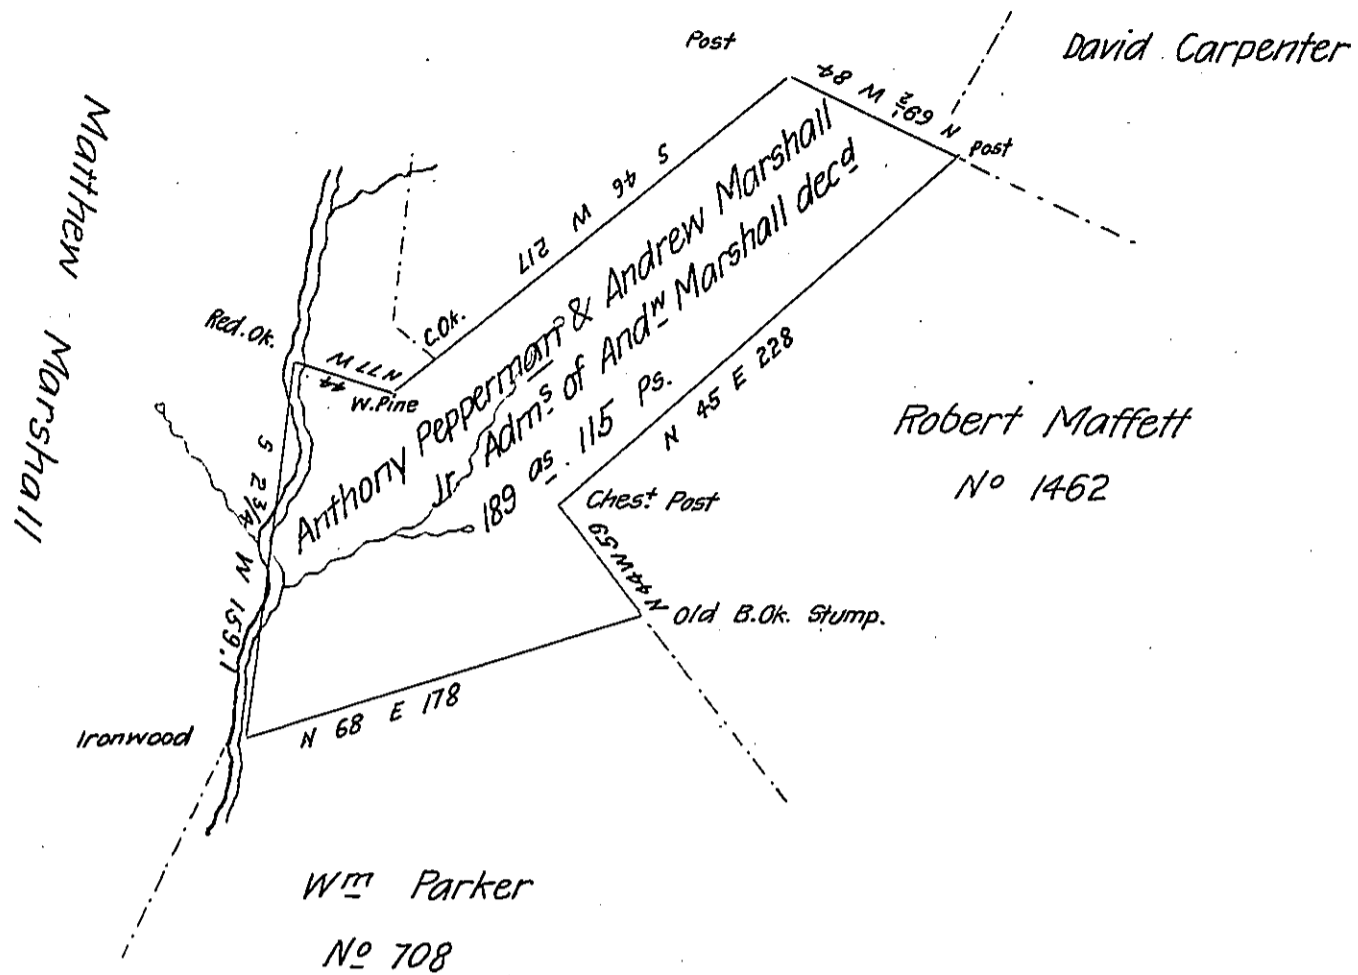 Post
David Carpenter
N 69½ W 84
Post
Matthew Marshall
S 46 W 217
Red.Ok.
C.Ok.
N 77 W
44
W.Pine
Anthony Pepperman & Andrew Marshall
Jr. Adms of Andw Marshall decd
189 as. 115 Ps.
N 45 E 228
Robert Maffett
No 1462
Chest Post
N 44 W 59
Old B.Ok. Stump.
S 2 3/4 W 159.1
N 68 E 178
Ironwood
Wm Parker
No 708